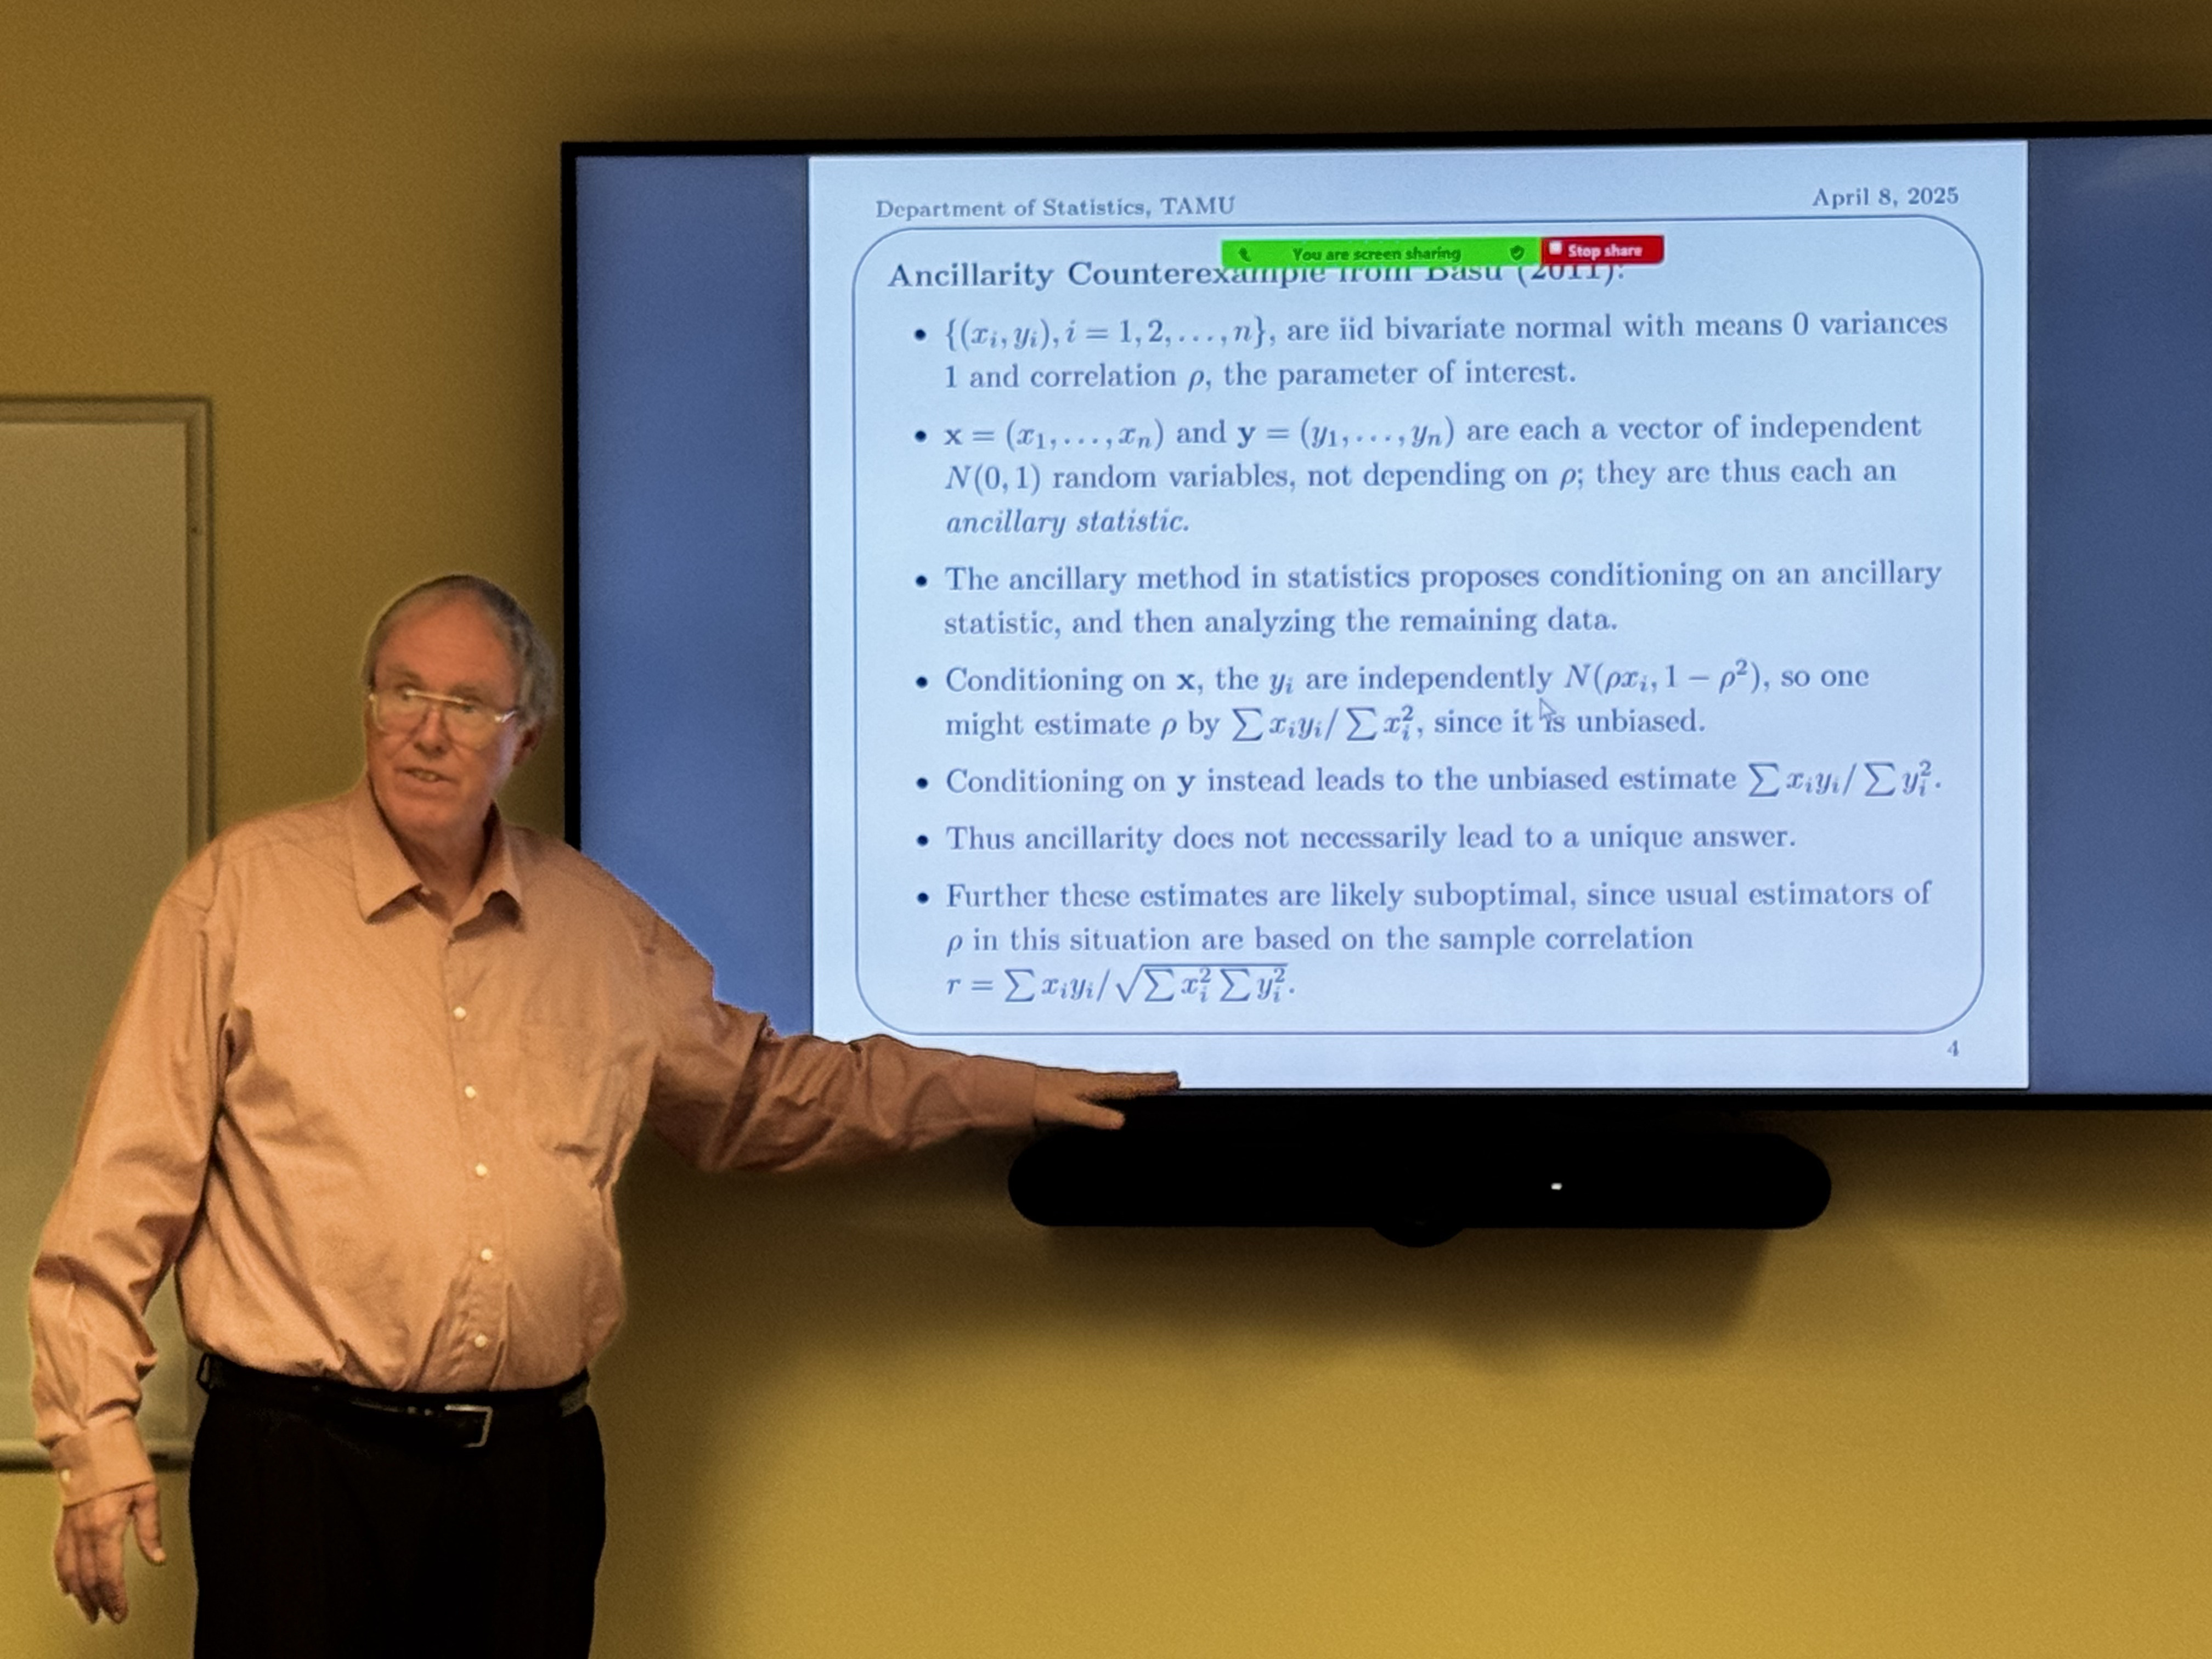 Department of Statistics, TAMU
April 8, 2025
You are screen sharing
Stop share
Ancillarity Counterexample from Basu (2011):
• {(xᵢ, yᵢ), i = 1, 2, . . . , n}, are iid bivariate normal with means 0 variances
1 and correlation ρ, the parameter of interest.
• x = (x₁, . . . , xₙ) and y = (y₁, . . . , yₙ) are each a vector of independent
N(0, 1) random variables, not depending on ρ; they are thus each an
ancillary statistic.
• The ancillary method in statistics proposes conditioning on an ancillary
statistic, and then analyzing the remaining data.
• Conditioning on x, the yᵢ are independently N(ρxᵢ, 1 − ρ²), so one
might estimate ρ by ∑ xᵢyᵢ/ ∑ xᵢ², since it is unbiased.
• Conditioning on y instead leads to the unbiased estimate ∑ xᵢyᵢ/ ∑ yᵢ².
• Thus ancillarity does not necessarily lead to a unique answer.
• Further these estimates are likely suboptimal, since usual estimators of
ρ in this situation are based on the sample correlation
r = ∑ xᵢyᵢ/√(∑ xᵢ² ∑ yᵢ²).
4